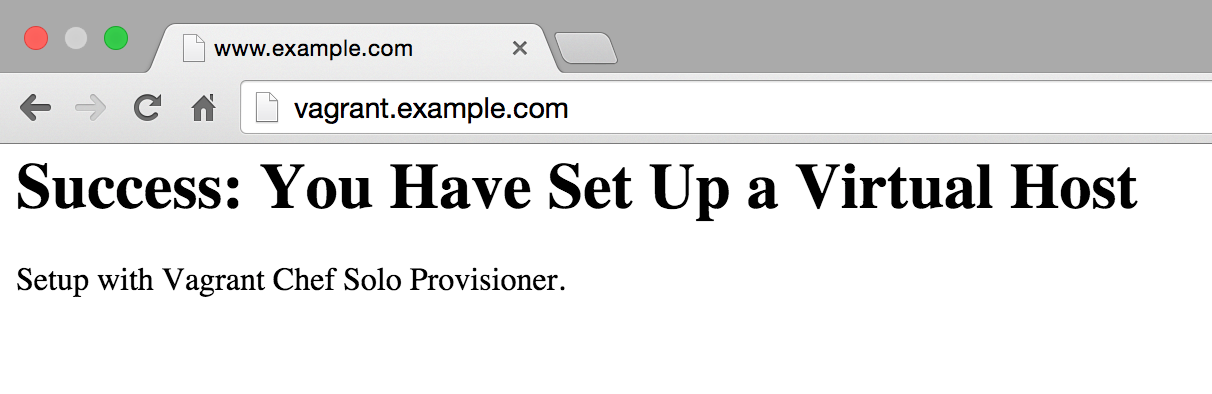 www.example.com
vagrant.example.com
Success: You Have Set Up a Virtual Host
Setup with Vagrant Chef Solo Provisioner.